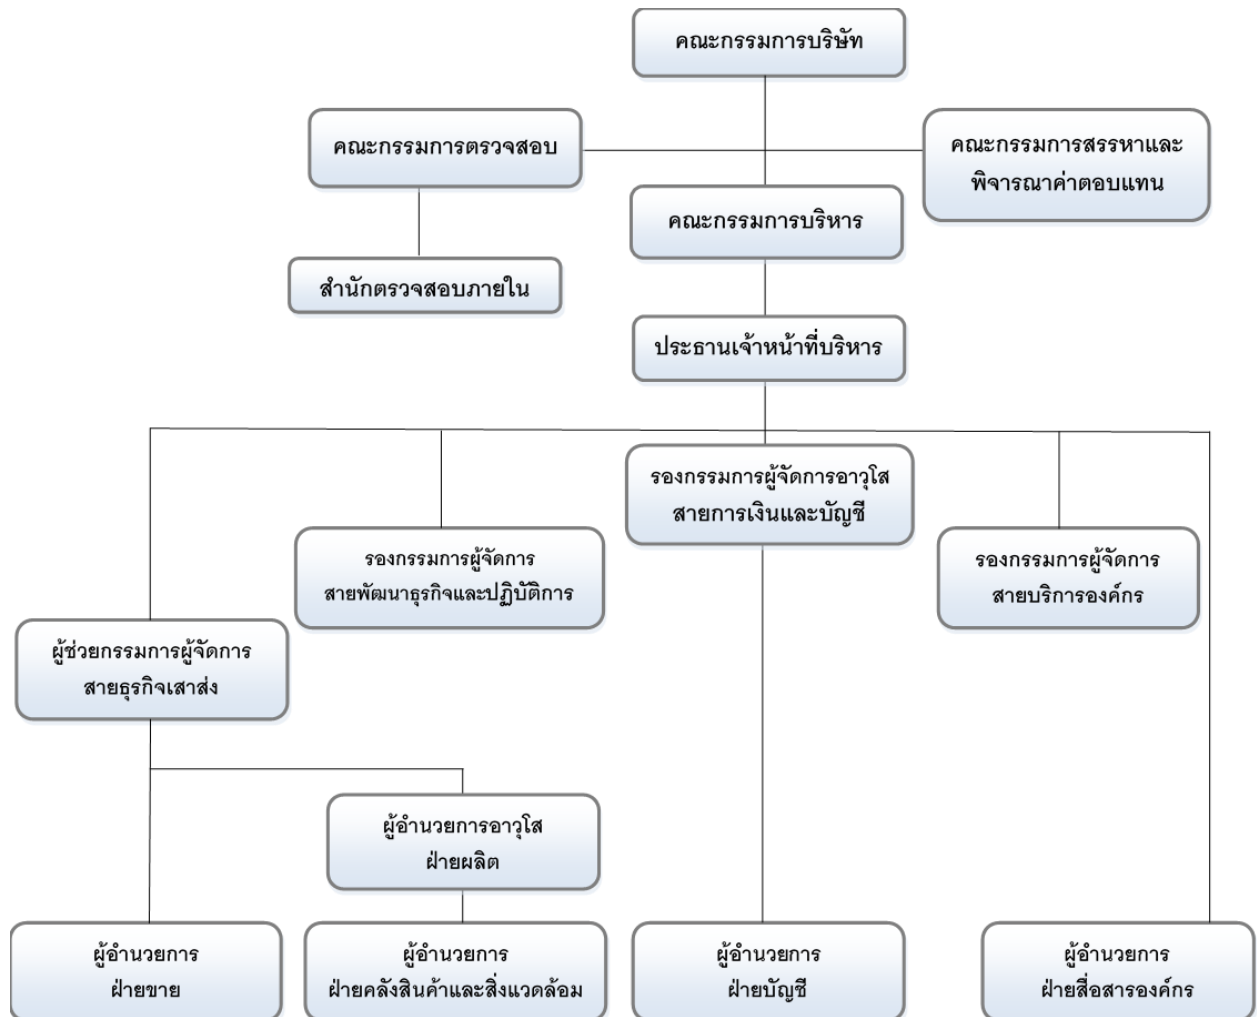 คณะกรรมการบริษัท
คณะกรรมการตรวจสอบ
คณะกรรมการสรรหาและ
พิจารณาค่าตอบแทน
คณะกรรมการบริหาร
สำนักตรวจสอบภายใน
ประธานเจ้าหน้าที่บริหาร
รองกรรมการผู้จัดการอาวุโส
สายการเงินและบัญชี
รองกรรมการผู้จัดการ
สายพัฒนาธุรกิจและปฏิบัติการ
รองกรรมการผู้จัดการ
สายบริการองค์กร
ผู้ช่วยกรรมการผู้จัดการ
สายธุรกิจเสาส่ง
ผู้อำนวยการอาวุโส
ฝ่ายผลิต
ผู้อำนวยการ
ฝ่ายขาย
ผู้อำนวยการ
ฝ่ายคลังสินค้าและสิ่งแวดล้อม
ผู้อำนวยการ
ฝ่ายบัญชี
ผู้อำนวยการ
ฝ่ายสื่อสารองค์กร